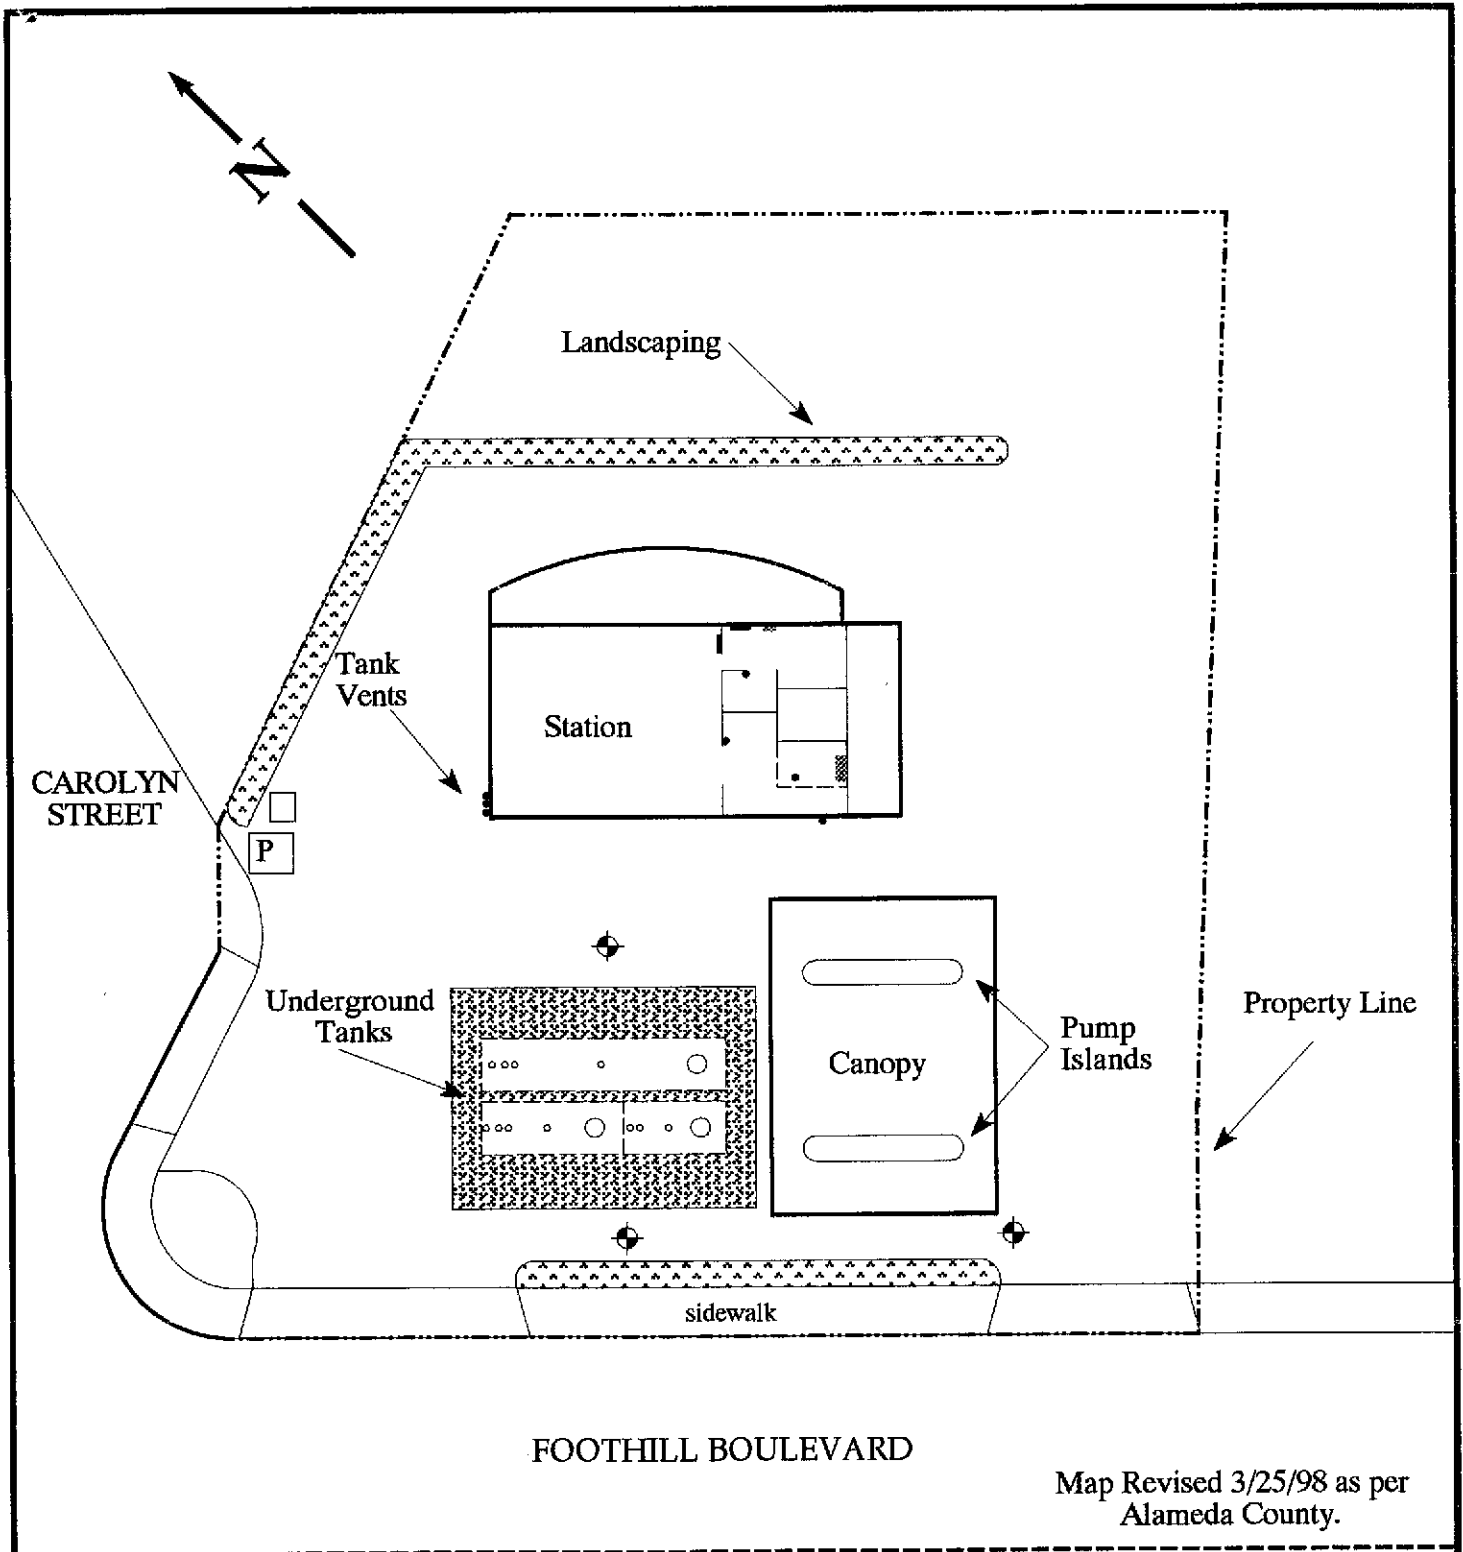 N
Landscaping
Tank
Vents
Station
CAROLYN
STREET
P
Underground
Tanks
Canopy
Pump
Islands
Property Line
sidewalk
FOOTHILL BOULEVARD
Map Revised 3/25/98 as per
Alameda County.